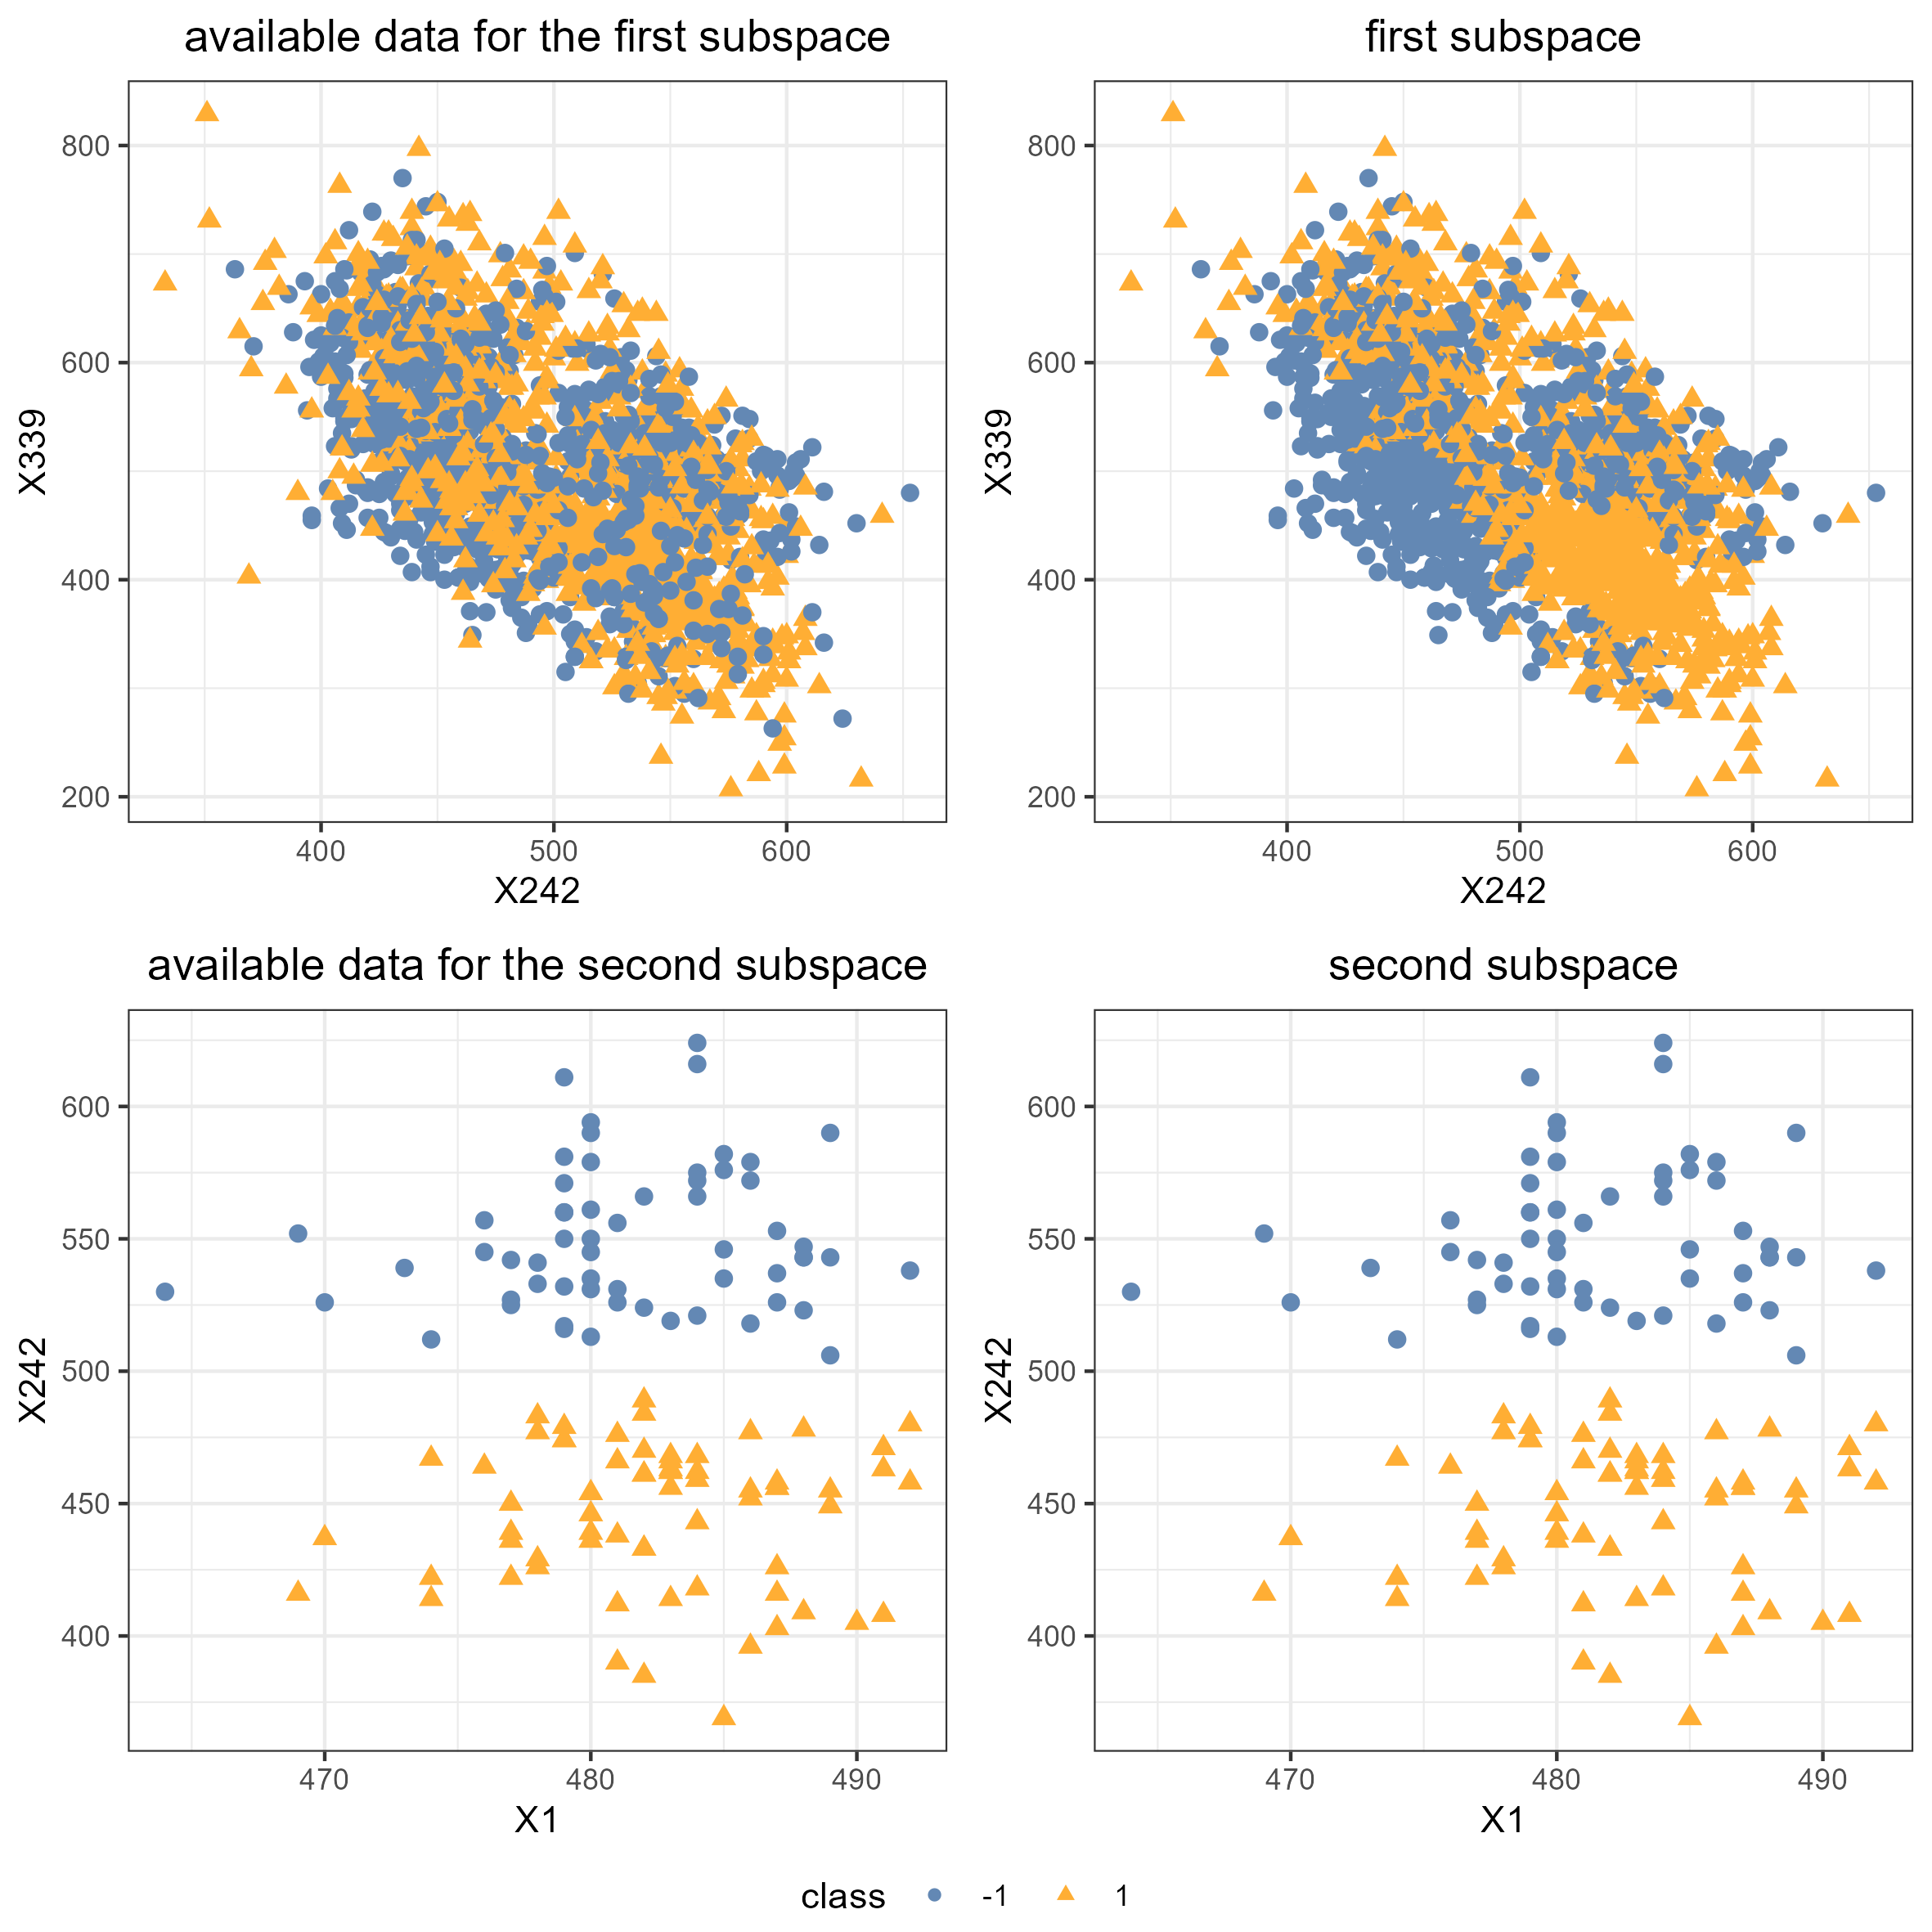 available data for the first subspace
first subspace
X339
800
600
400
200
400 500 600
X242
X339
800
600
400
200
400 500 600
X242
available data for the second subspace
second subspace
X242
600
550
500
450
400
470 480 490
X1
X242
600
550
500
450
400
470 480 490
X1
class -1 1